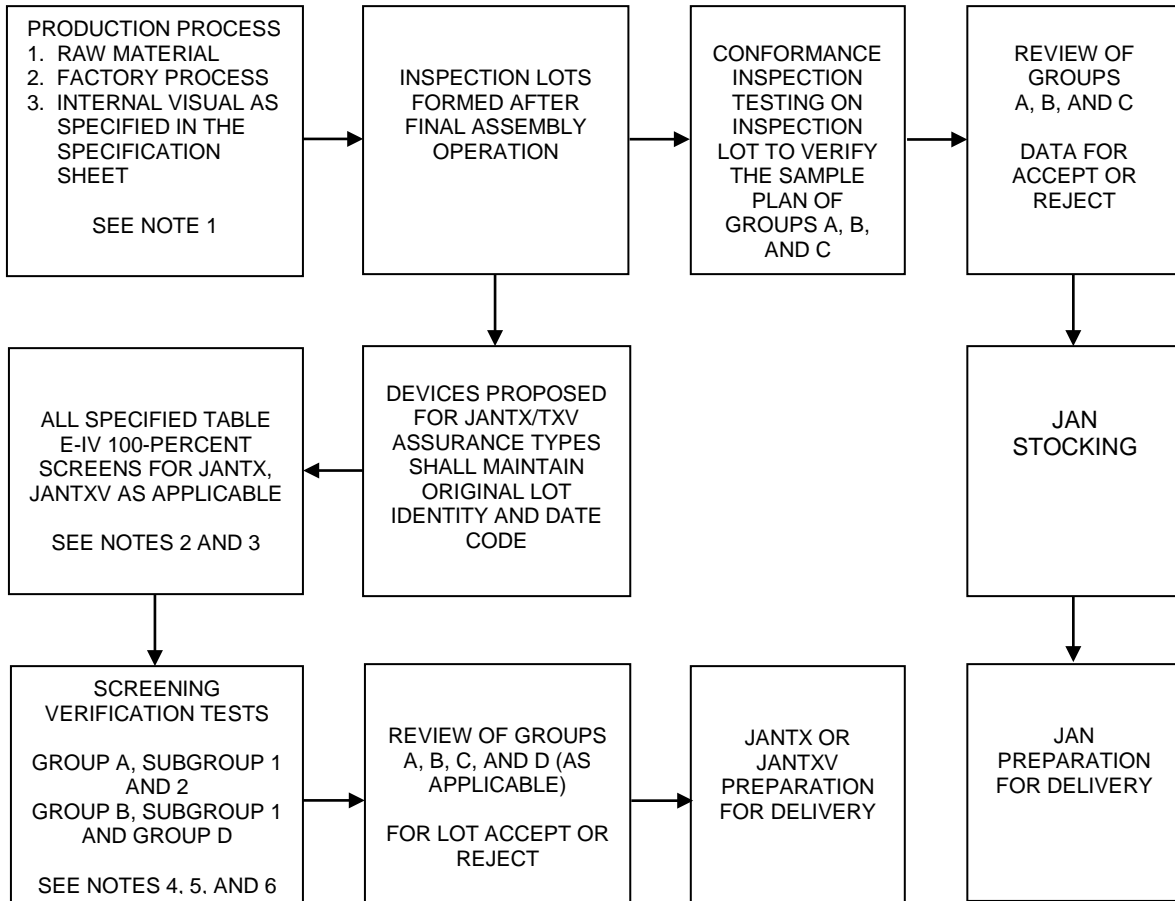 PRODUCTION PROCESS
1. RAW MATERIAL
2. FACTORY PROCESS
3. INTERNAL VISUAL AS
SPECIFIED IN THE
SPECIFICATION
SHEET
SEE NOTE 1
INSPECTION LOTS
FORMED AFTER
FINAL ASSEMBLY
OPERATION
CONFORMANCE
INSPECTION
TESTING ON
INSPECTION
LOT TO VERIFY
THE SAMPLE
PLAN OF
GROUPS A, B,
AND C
REVIEW OF
GROUPS
A, B, AND C
DATA FOR
ACCEPT OR
REJECT
ALL SPECIFIED TABLE
E-IV 100-PERCENT
SCREENS FOR JANTX,
JANTXV AS APPLICABLE
SEE NOTES 2 AND 3
DEVICES PROPOSED
FOR JANTX/TXV
ASSURANCE TYPES
SHALL MAINTAIN
ORIGINAL LOT
IDENTITY AND DATE
CODE
JAN
STOCKING
SCREENING
VERIFICATION TESTS
GROUP A, SUBGROUP 1
AND 2
GROUP B, SUBGROUP 1
AND GROUP D
SEE NOTES 4, 5, AND 6
REVIEW OF GROUPS
A, B, C, AND D (AS
APPLICABLE)
FOR LOT ACCEPT OR
REJECT
JANTX OR
JANTXV
PREPARATION
FOR DELIVERY
JAN
PREPARATION
FOR DELIVERY